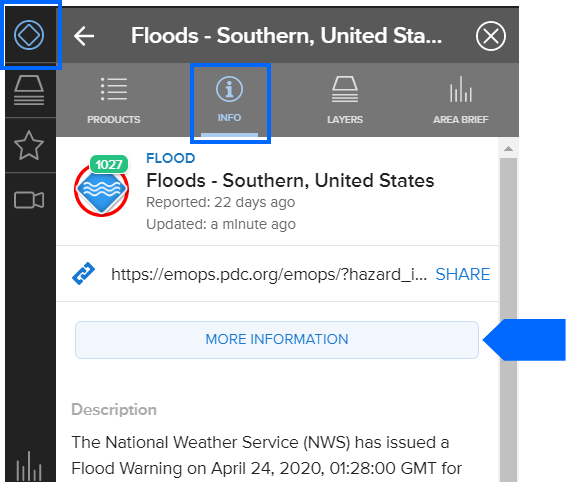 Floods - Southern, United Sta...
PRODUCTS
INFO
LAYERS
AREA BRIEF
1027
FLOOD
Floods - Southern, United States
Reported: 22 days ago
Updated: a minute ago
https://emops.pdc.org/emops/?hazard_i... SHARE
MORE INFORMATION
Description
The National Weather Service (NWS) has issued a
Flood Warning on April 24, 2020, 01:28:00 GMT for